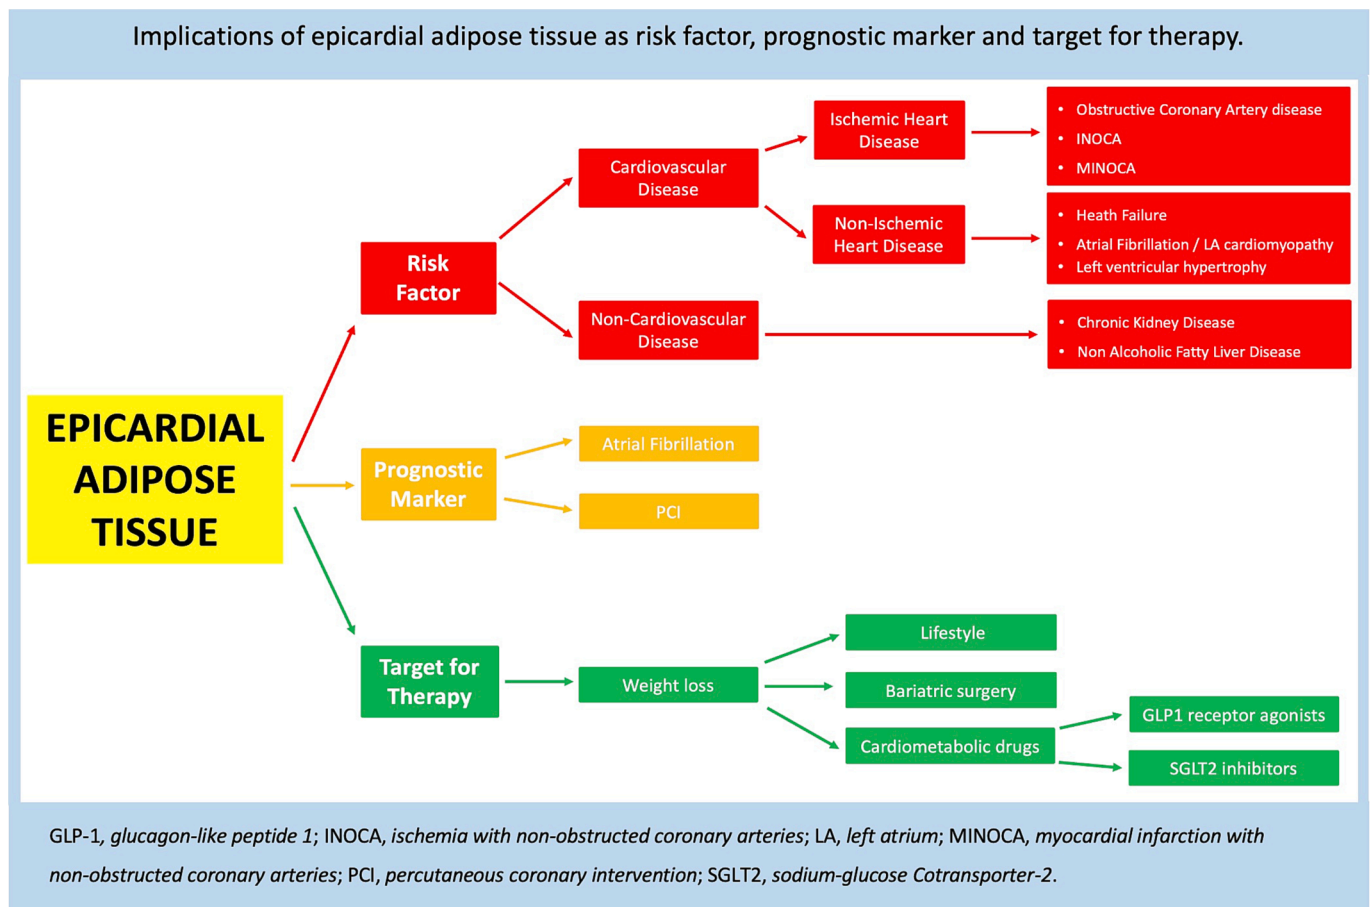 Implications of epicardial adipose tissue as risk factor, prognostic marker and target for therapy.
EPICARDIAL
ADIPOSE
TISSUE
Risk
Factor
Cardiovascular
Disease
Ischemic Heart
Disease
• Obstructive Coronary Artery disease
• INOCA
• MINOCA
Non-Ischemic
Heart Disease
• Heath Failure
• Atrial Fibrillation / LA cardiomyopathy
• Left ventricular hypertrophy
Non-Cardiovascular
Disease
• Chronic Kidney Disease
• Non Alcoholic Fatty Liver Disease
Prognostic
Marker
Atrial Fibrillation
PCI
Target for
Therapy
Weight loss
Lifestyle
Bariatric surgery
Cardiometabolic drugs
GLP1 receptor agonists
SGLT2 inhibitors
GLP-1, glucagon-like peptide 1; INOCA, ischemia with non-obstructed coronary arteries; LA, left atrium; MINOCA, myocardial infarction with
non-obstructed coronary arteries; PCI, percutaneous coronary intervention; SGLT2, sodium-glucose Cotransporter-2.